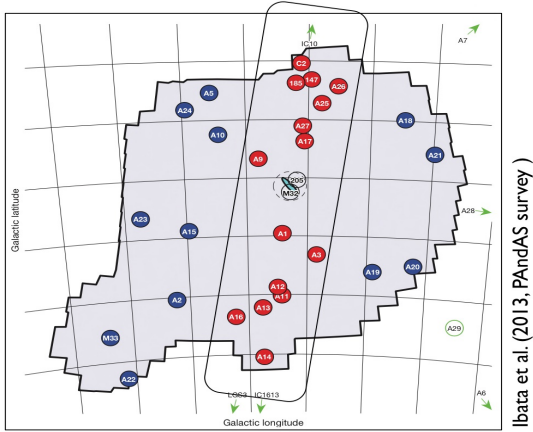 A7
IC10
C2
185
147
A26
A5
A25
A24
A18
A27
A10
A17
A21
A9
205
M32
A28
A23
A15
A1
A3
A20
A19
A12
A11
A2
A13
A16
A29
M33
A14
A22
LGS3
IC1613
A6
Galactic latitude
Galactic longitude
Ibata et al. (2013, PAndAS survey )